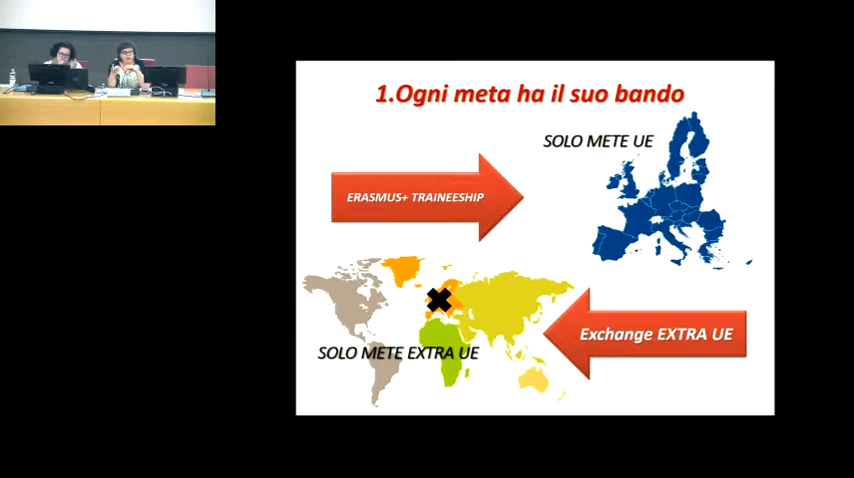 1.Ogni meta ha il suo bando
SOLO METE UE
ERASMUS+ TRAINEESHIP
Exchange EXTRA UE
SOLO METE EXTRA UE